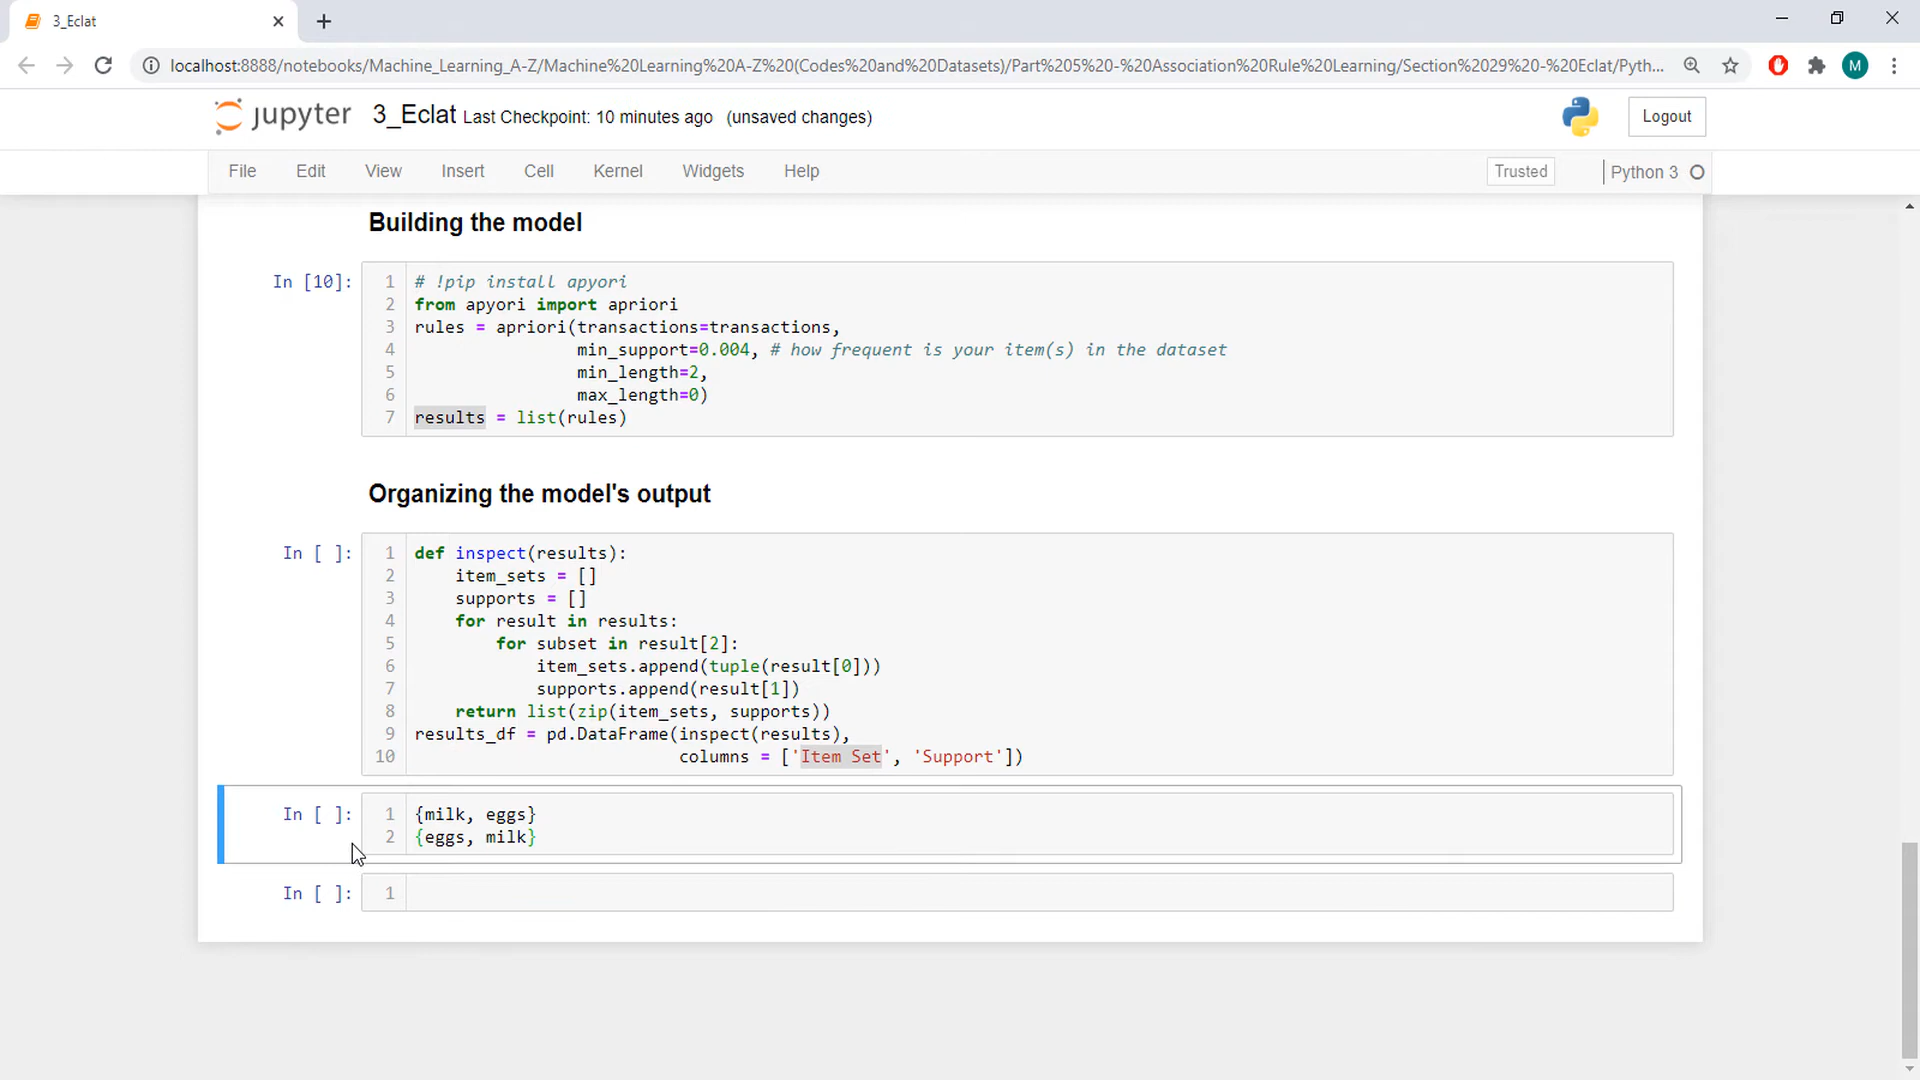 3_Eclat
localhost:8888/notebooks/Machine_Learning_A-Z/Machine%20Learning%20A-Z%20(Codes%20and%20Datasets)/Part%205%20-%20Association%20Rule%20Learning/Section%2029%20-%20Eclat/Pyth...
M
jupyter 3_Eclat Last Checkpoint: 10 minutes ago (unsaved changes)
Logout
File Edit View Insert Cell Kernel Widgets Help
Trusted
Python 3
Building the model
In [10]:
1 # !pip install apyori
2 from apyori import apriori
3 rules = apriori(transactions=transactions,
4 min_support=0.004, # how frequent is your item(s) in the dataset
5 min_length=2,
6 max_length=0)
7 results = list(rules)
Organizing the model's output
In [ ]:
1 def inspect(results):
2 item_sets = []
3 supports = []
4 for result in results:
5 for subset in result[2]:
6 item_sets.append(tuple(result[0]))
7 supports.append(result[1])
8 return list(zip(item_sets, supports))
9 results_df = pd.DataFrame(inspect(results),
10 columns = ['Item Set', 'Support'])
In [ ]:
1 {milk, eggs}
2 {eggs, milk}
In [ ]:
1